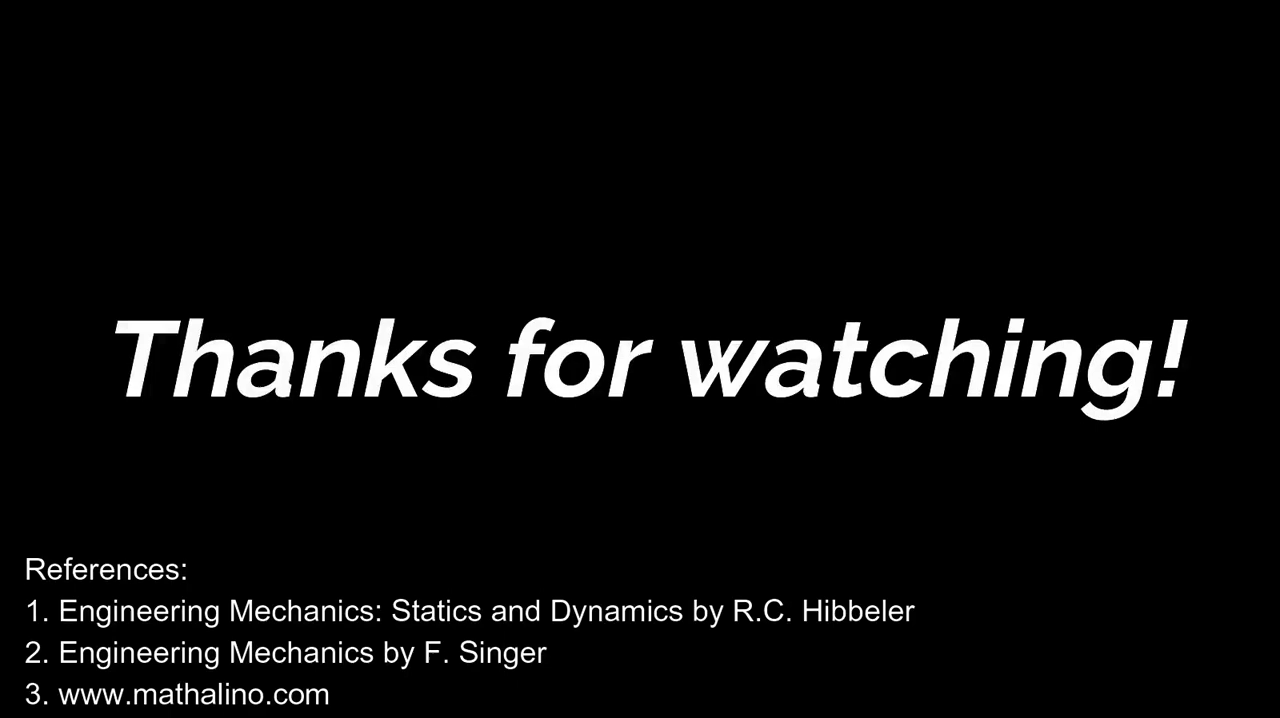 Thanks for watching!
References:
1. Engineering Mechanics: Statics and Dynamics by R.C. Hibbeler
2. Engineering Mechanics by F. Singer
3. www.mathalino.com